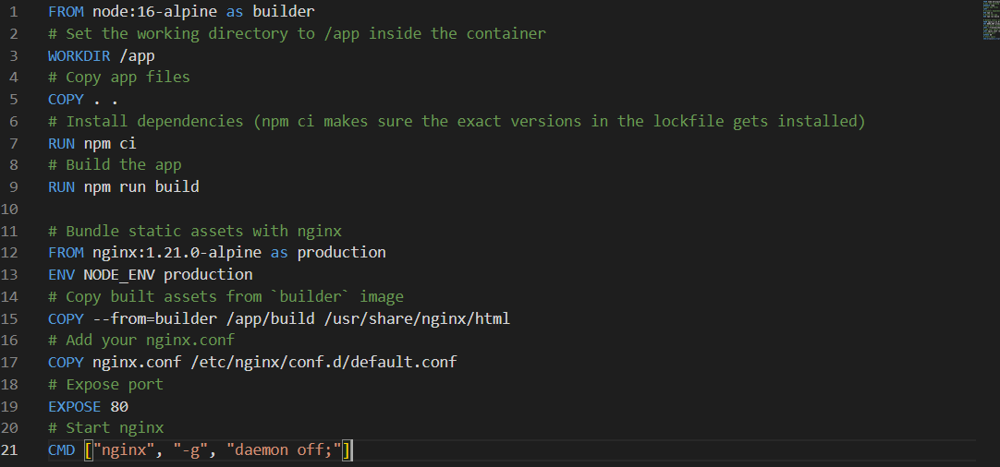 1 FROM node:16-alpine as builder
2 # Set the working directory to /app inside the container
3 WORKDIR /app
4 # Copy app files
5 COPY . .
6 # Install dependencies (npm ci makes sure the exact versions in the lockfile gets installed)
7 RUN npm ci
8 # Build the app
9 RUN npm run build
10
11 # Bundle static assets with nginx
12 FROM nginx:1.21.0-alpine as production
13 ENV NODE_ENV production
14 # Copy built assets from `builder` image
15 COPY --from=builder /app/build /usr/share/nginx/html
16 # Add your nginx.conf
17 COPY nginx.conf /etc/nginx/conf.d/default.conf
18 # Expose port
19 EXPOSE 80
20 # Start nginx
21 CMD ["nginx", "-g", "daemon off;"]